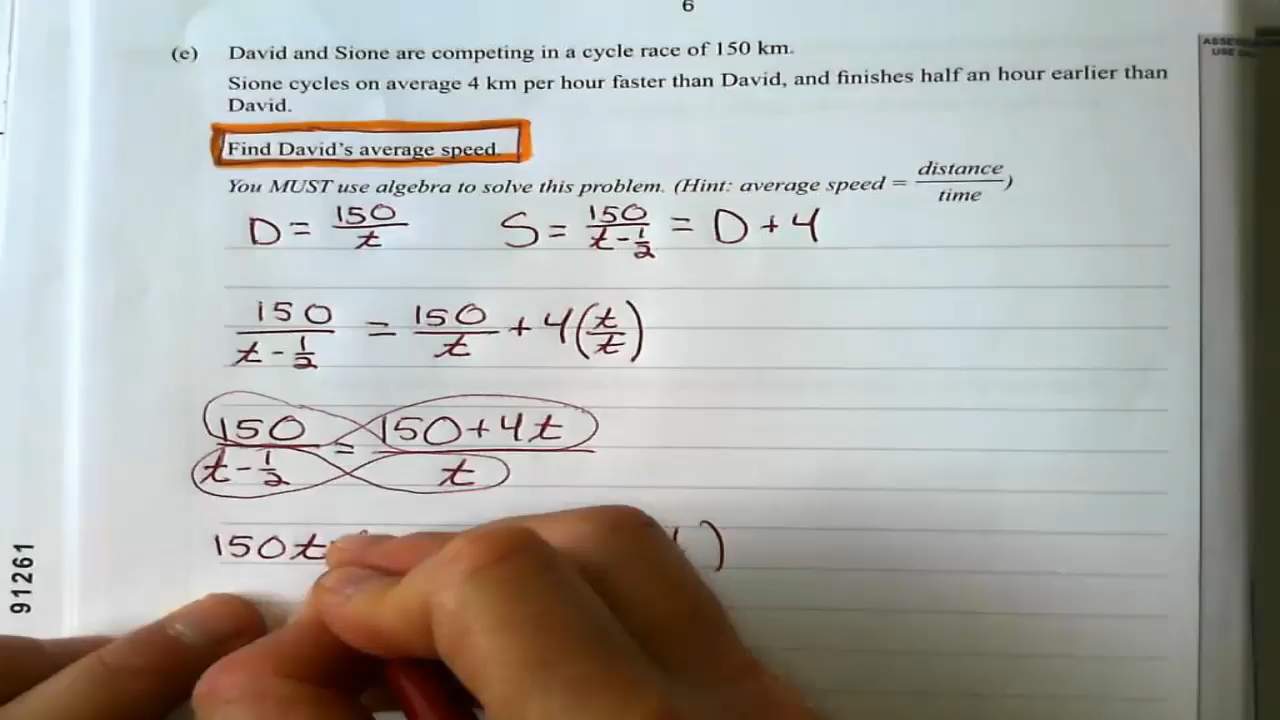 6
(e) David and Sione are competing in a cycle race of 150 km.
Sione cycles on average 4 km per hour faster than David, and finishes half an hour earlier than
David.
Find David's average speed.
You MUST use algebra to solve this problem. (Hint: average speed = distance/time)
D = 150/t S = 150/(t - 1/2) = D + 4
150/(t - 1/2) = 150/t + 4(t/t)
150/(t - 1/2) = (150 + 4t)/t
150t )
91261